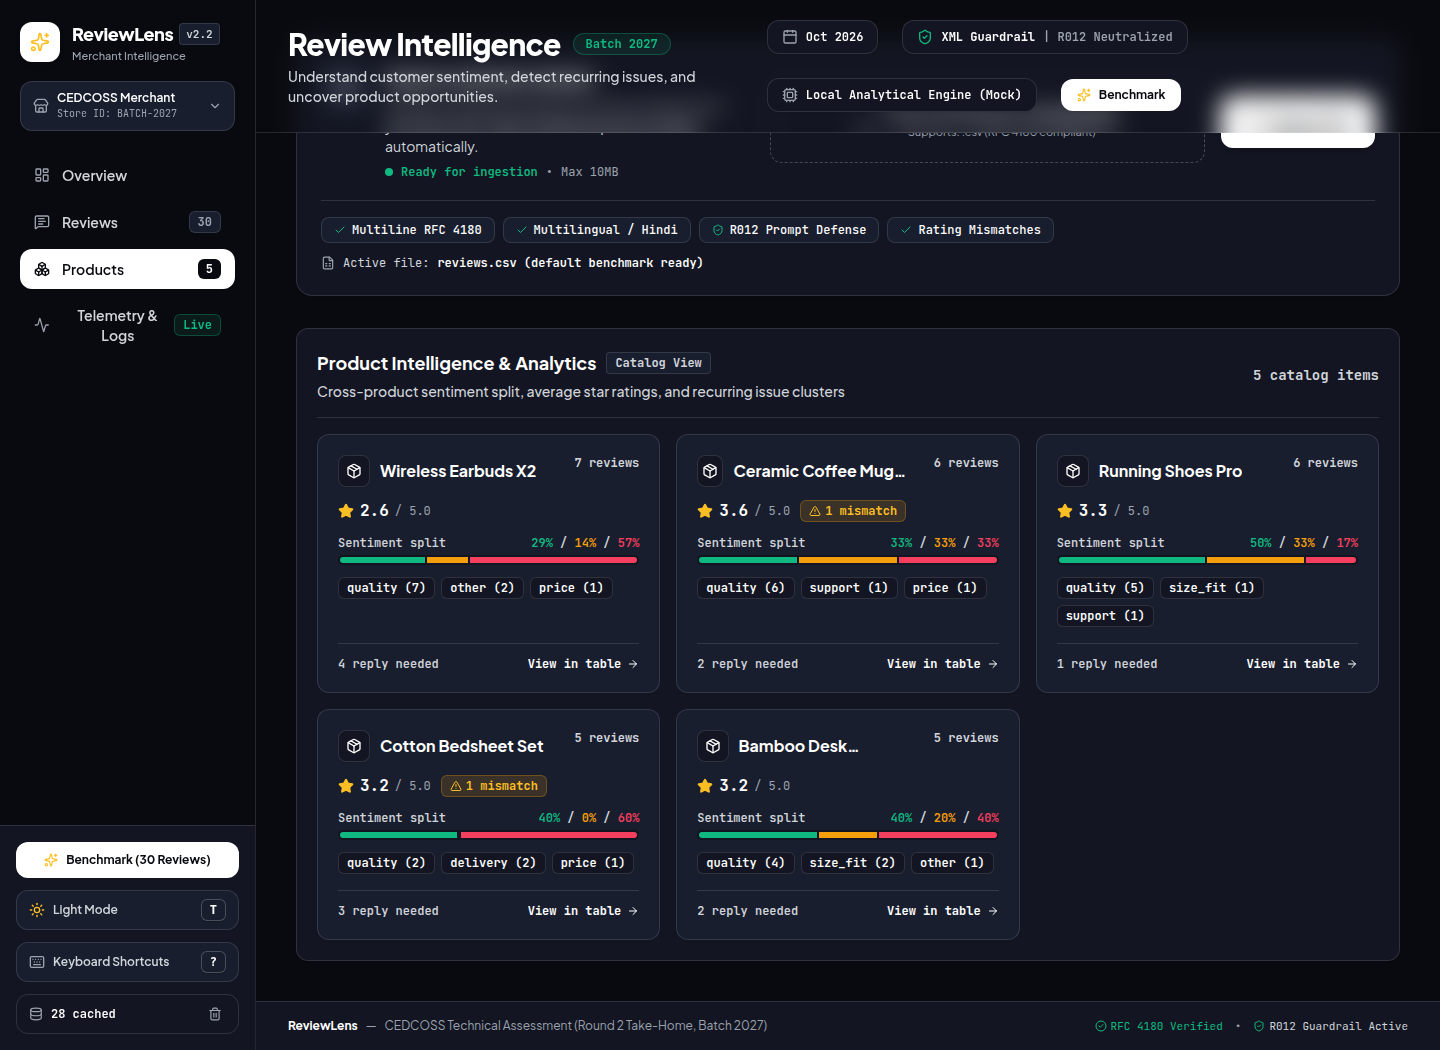 ReviewLens v2.2
Merchant Intelligence
CEDCOSS Merchant
Store ID: BATCH-2027
Overview
Reviews 30
Products 5
Telemetry &
Logs
Live
Benchmark (30 Reviews)
Light Mode T
Keyboard Shortcuts ?
28 cached
Review Intelligence Batch 2027
Understand customer sentiment, detect recurring issues, and
uncover product opportunities.
Oct 2026
XML Guardrail | R012 Neutralized
Local Analytical Engine (Mock)
Benchmark
automatically.
Ready for ingestion • Max 10MB
Supports: .csv (RFC 4180 compliant)
Multiline RFC 4180
Multilingual / Hindi
R012 Prompt Defense
Rating Mismatches
Active file: reviews.csv (default benchmark ready)
Product Intelligence & Analytics Catalog View
Cross-product sentiment split, average star ratings, and recurring issue clusters
5 catalog items
Wireless Earbuds X2 7 reviews
2.6 / 5.0
Sentiment split 29% / 14% / 57%
quality (7) other (2) price (1)
4 reply needed View in table →
Ceramic Coffee Mug... 6 reviews
3.6 / 5.0 1 mismatch
Sentiment split 33% / 33% / 33%
quality (6) support (1) price (1)
2 reply needed View in table →
Running Shoes Pro 6 reviews
3.3 / 5.0
Sentiment split 50% / 33% / 17%
quality (5) size_fit (1)
support (1)
1 reply needed View in table →
Cotton Bedsheet Set 5 reviews
3.2 / 5.0 1 mismatch
Sentiment split 40% / 0% / 60%
quality (2) delivery (2) price (1)
3 reply needed View in table →
Bamboo Desk... 5 reviews
3.2 / 5.0
Sentiment split 40% / 20% / 40%
quality (4) size_fit (2) other (1)
2 reply needed View in table →
ReviewLens — CEDCOSS Technical Assessment (Round 2 Take-Home, Batch 2027)
RFC 4180 Verified • R012 Guardrail Active